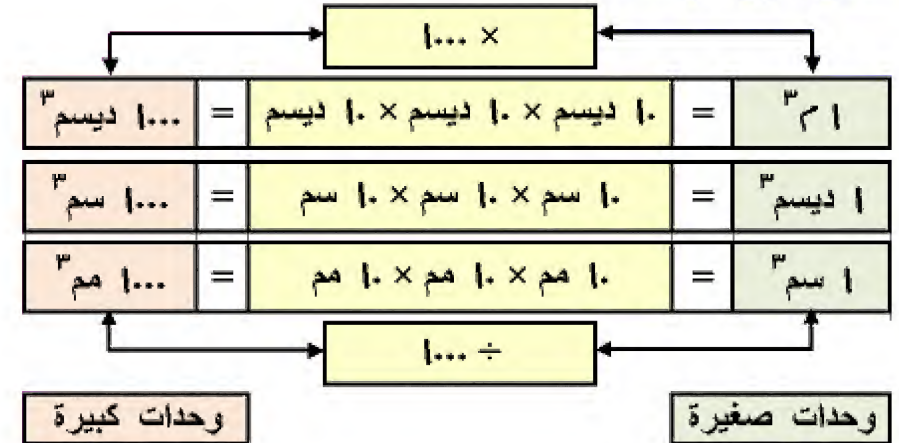 × ١٠٠٠
١ م٣ = ١٠ ديسم × ١٠ ديسم × ١٠ ديسم = ١٠٠٠ ديسم٣
١ ديسم٣ = ١٠ سم × ١٠ سم × ١٠ سم = ١٠٠٠ سم٣
١ سم٣ = ١٠ مم × ١٠ مم × ١٠ مم = ١٠٠٠ مم٣
÷ ١٠٠٠
وحدات صغيرة
وحدات كبيرة